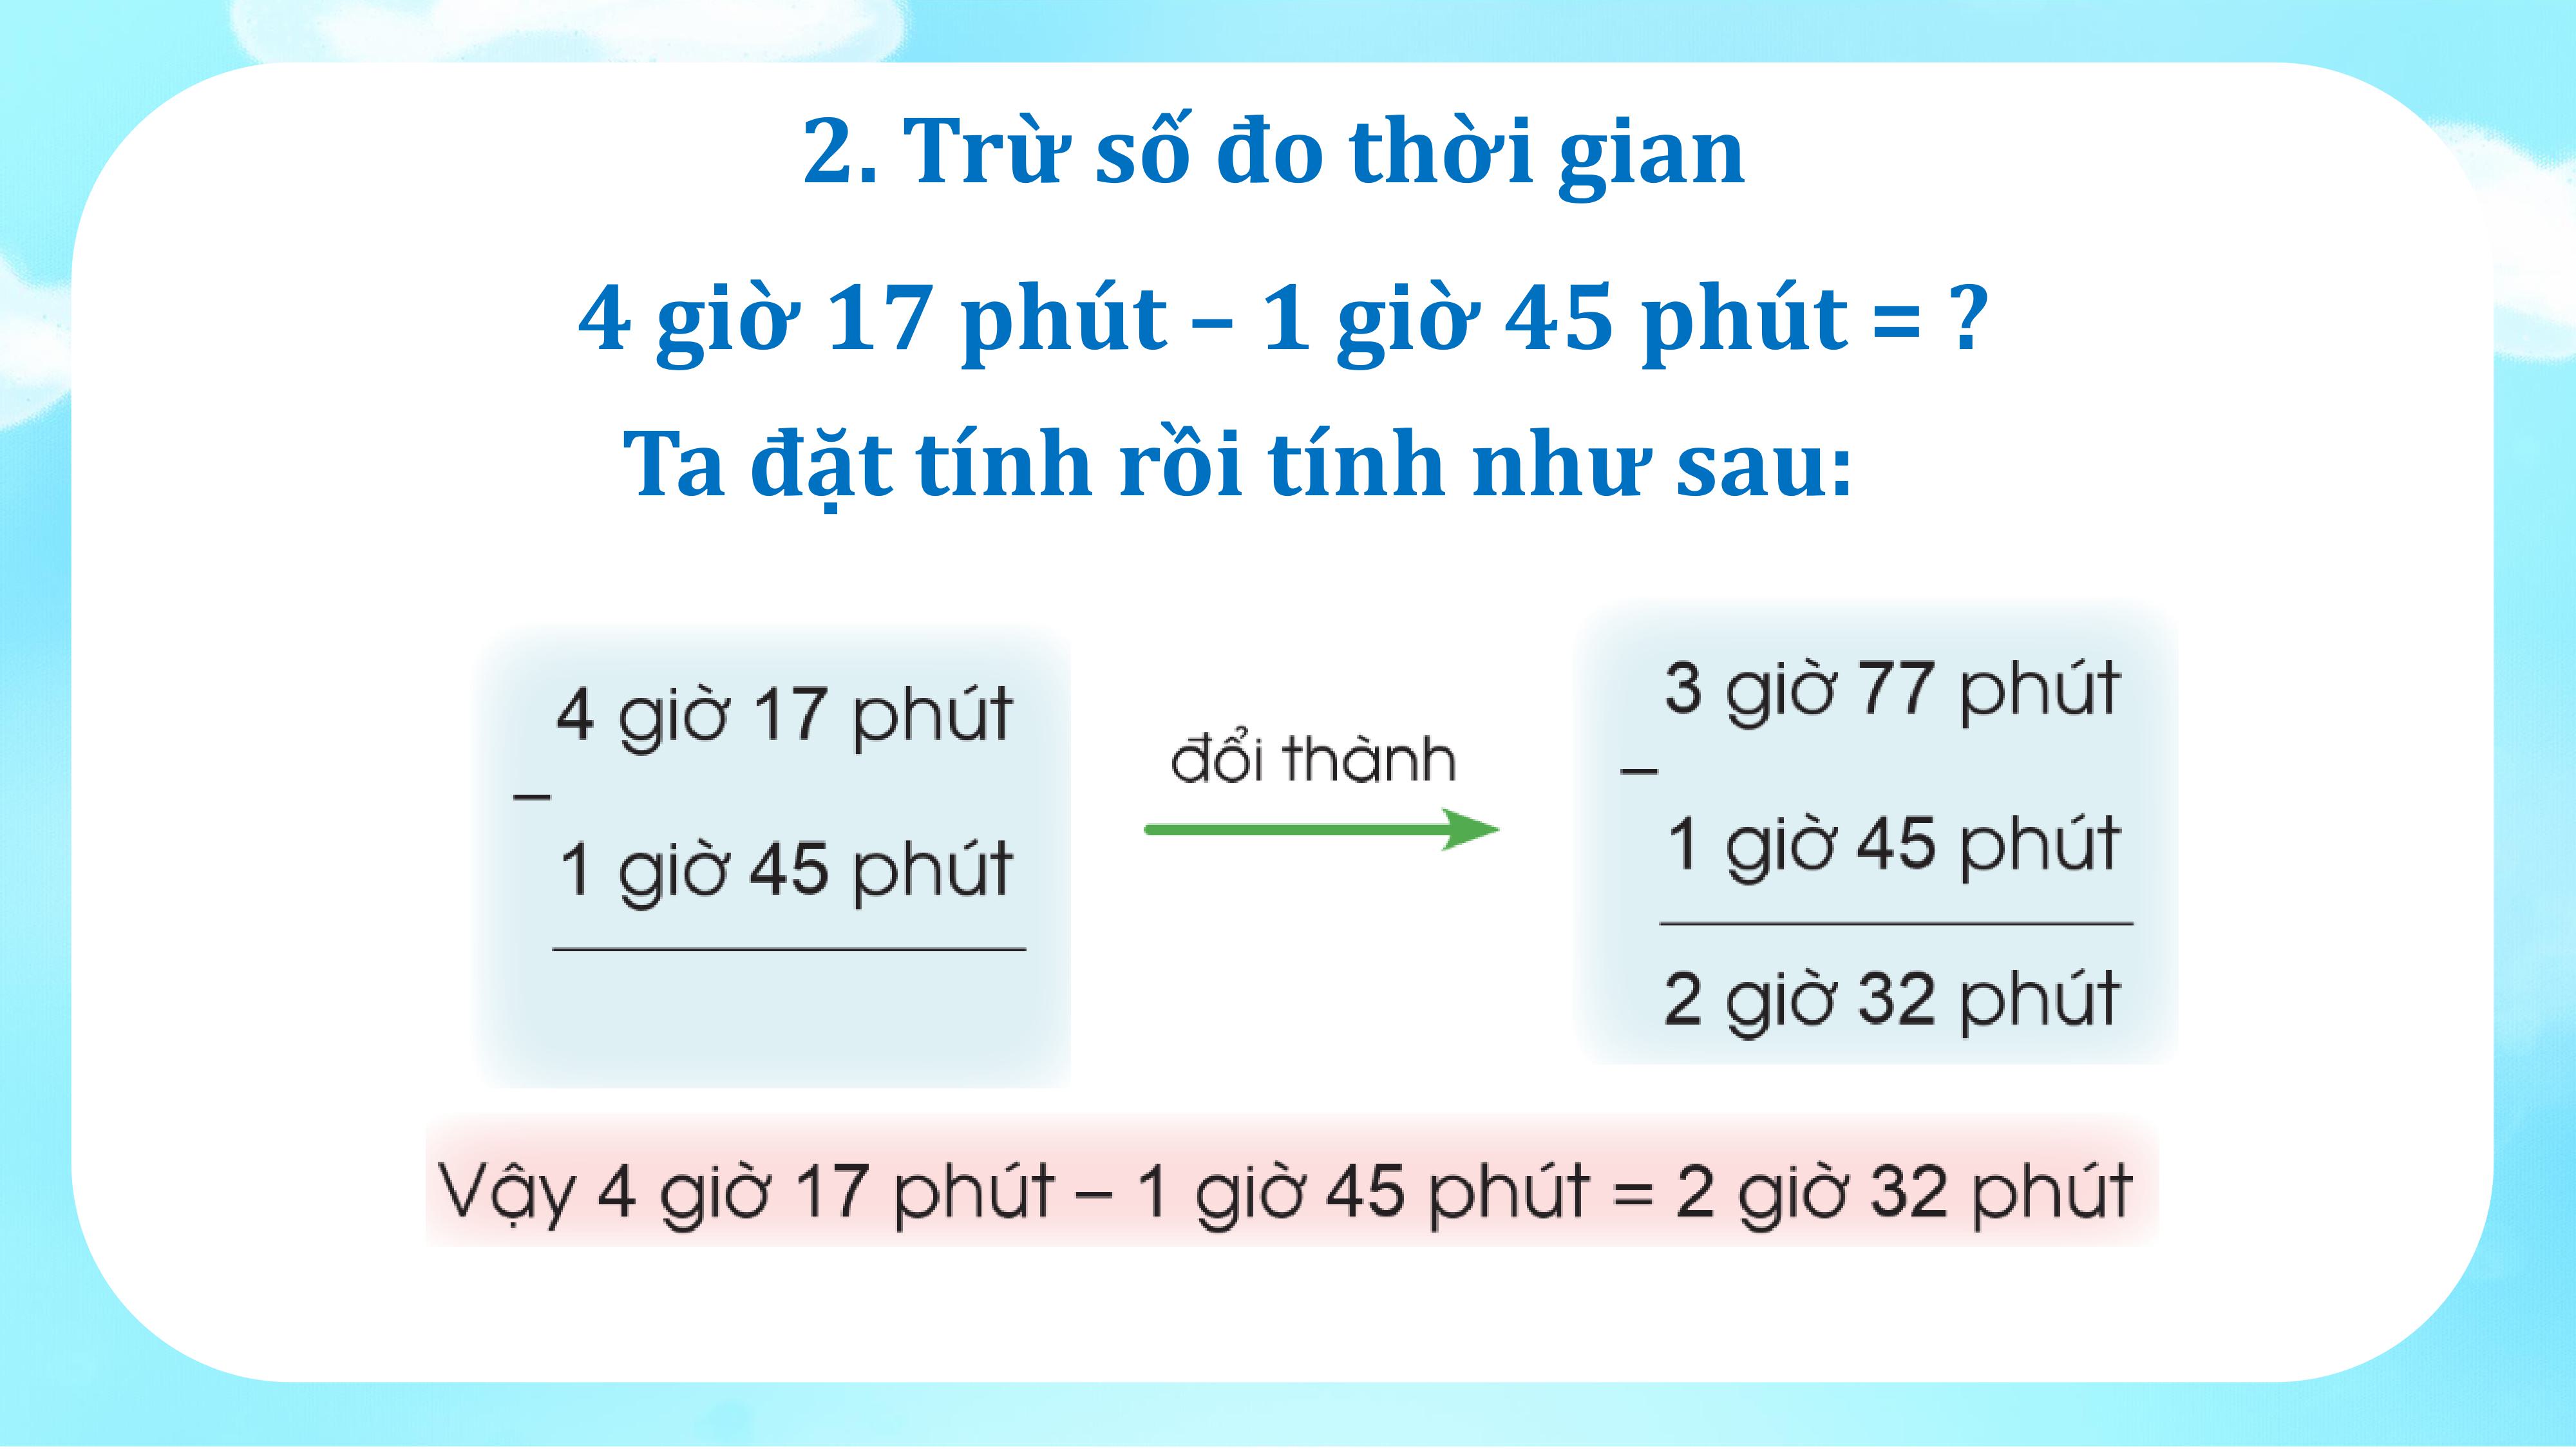 2. Trừ số đo thời gian
4 giờ 17 phút – 1 giờ 45 phút = ?
Ta đặt tính rồi tính như sau:
4 giờ 17 phút
–
1 giờ 45 phút
đổi thành
3 giờ 77 phút
–
1 giờ 45 phút
2 giờ 32 phút
Vậy 4 giờ 17 phút – 1 giờ 45 phút = 2 giờ 32 phút